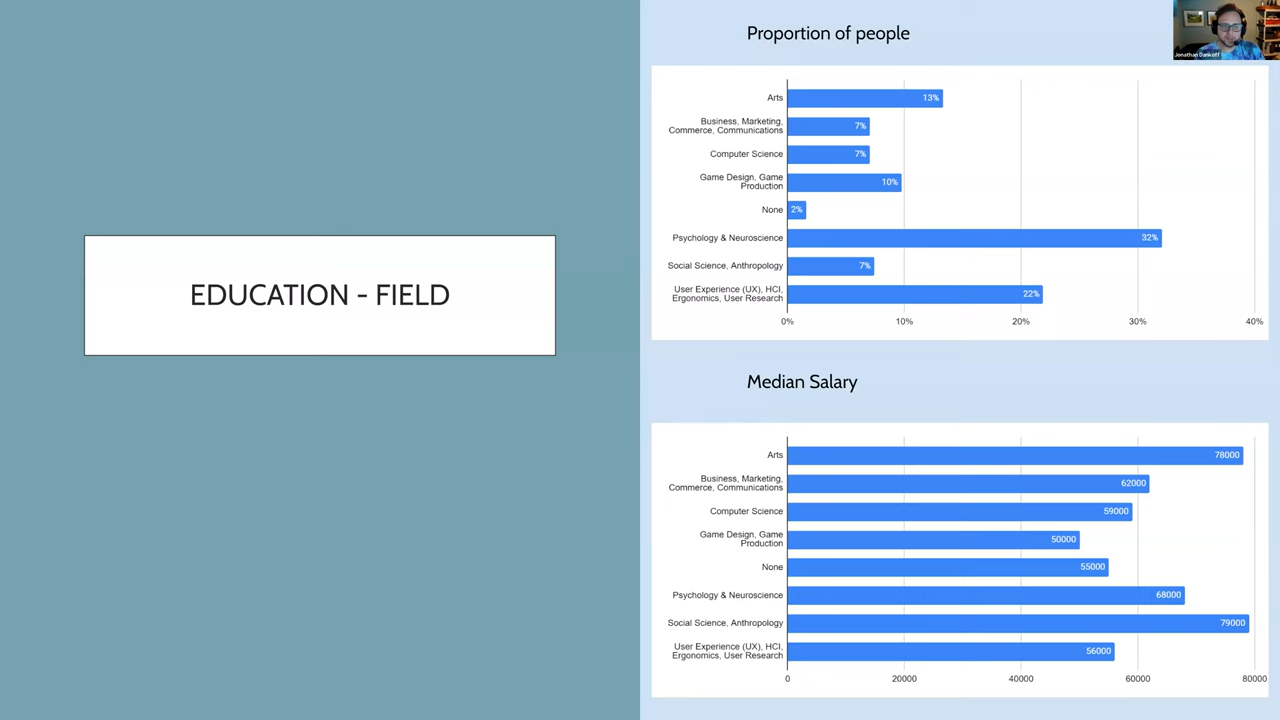 EDUCATION - FIELD
Proportion of people
Jonathan Dankoff
Arts
13%
Business, Marketing,
Commerce, Communications
7%
Computer Science
7%
Game Design, Game
Production
10%
None
2%
Psychology & Neuroscience
32%
Social Science, Anthropology
7%
User Experience (UX), HCI,
Ergonomics, User Research
22%
0%
10%
20%
30%
40%
Median Salary
Arts
78000
Business, Marketing,
Commerce, Communications
62000
Computer Science
59000
Game Design, Game
Production
50000
None
55000
Psychology & Neuroscience
68000
Social Science, Anthropology
79000
User Experience (UX), HCI,
Ergonomics, User Research
56000
0
20000
40000
60000
80000